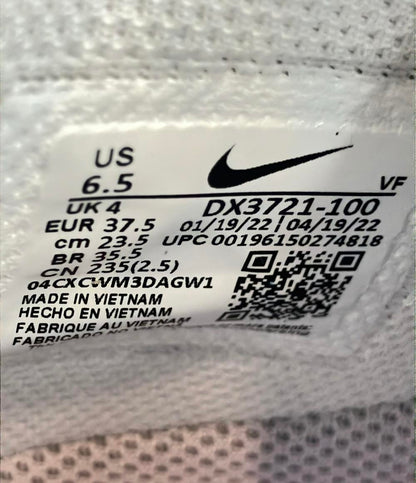 US
6.5
VF
UK 4
DX3721-100
EUR 37.5
01/19/22 | 04/19/22
cm 23.5
UPC 00196150274818
BR 35.5
CN 235(2.5)
04CXCWM3DAGW1
MADE IN VIETNAM
HECHO EN VIETNAM
FABRIQUE AU VIETNAM
FABRICADO NO VIETNAM